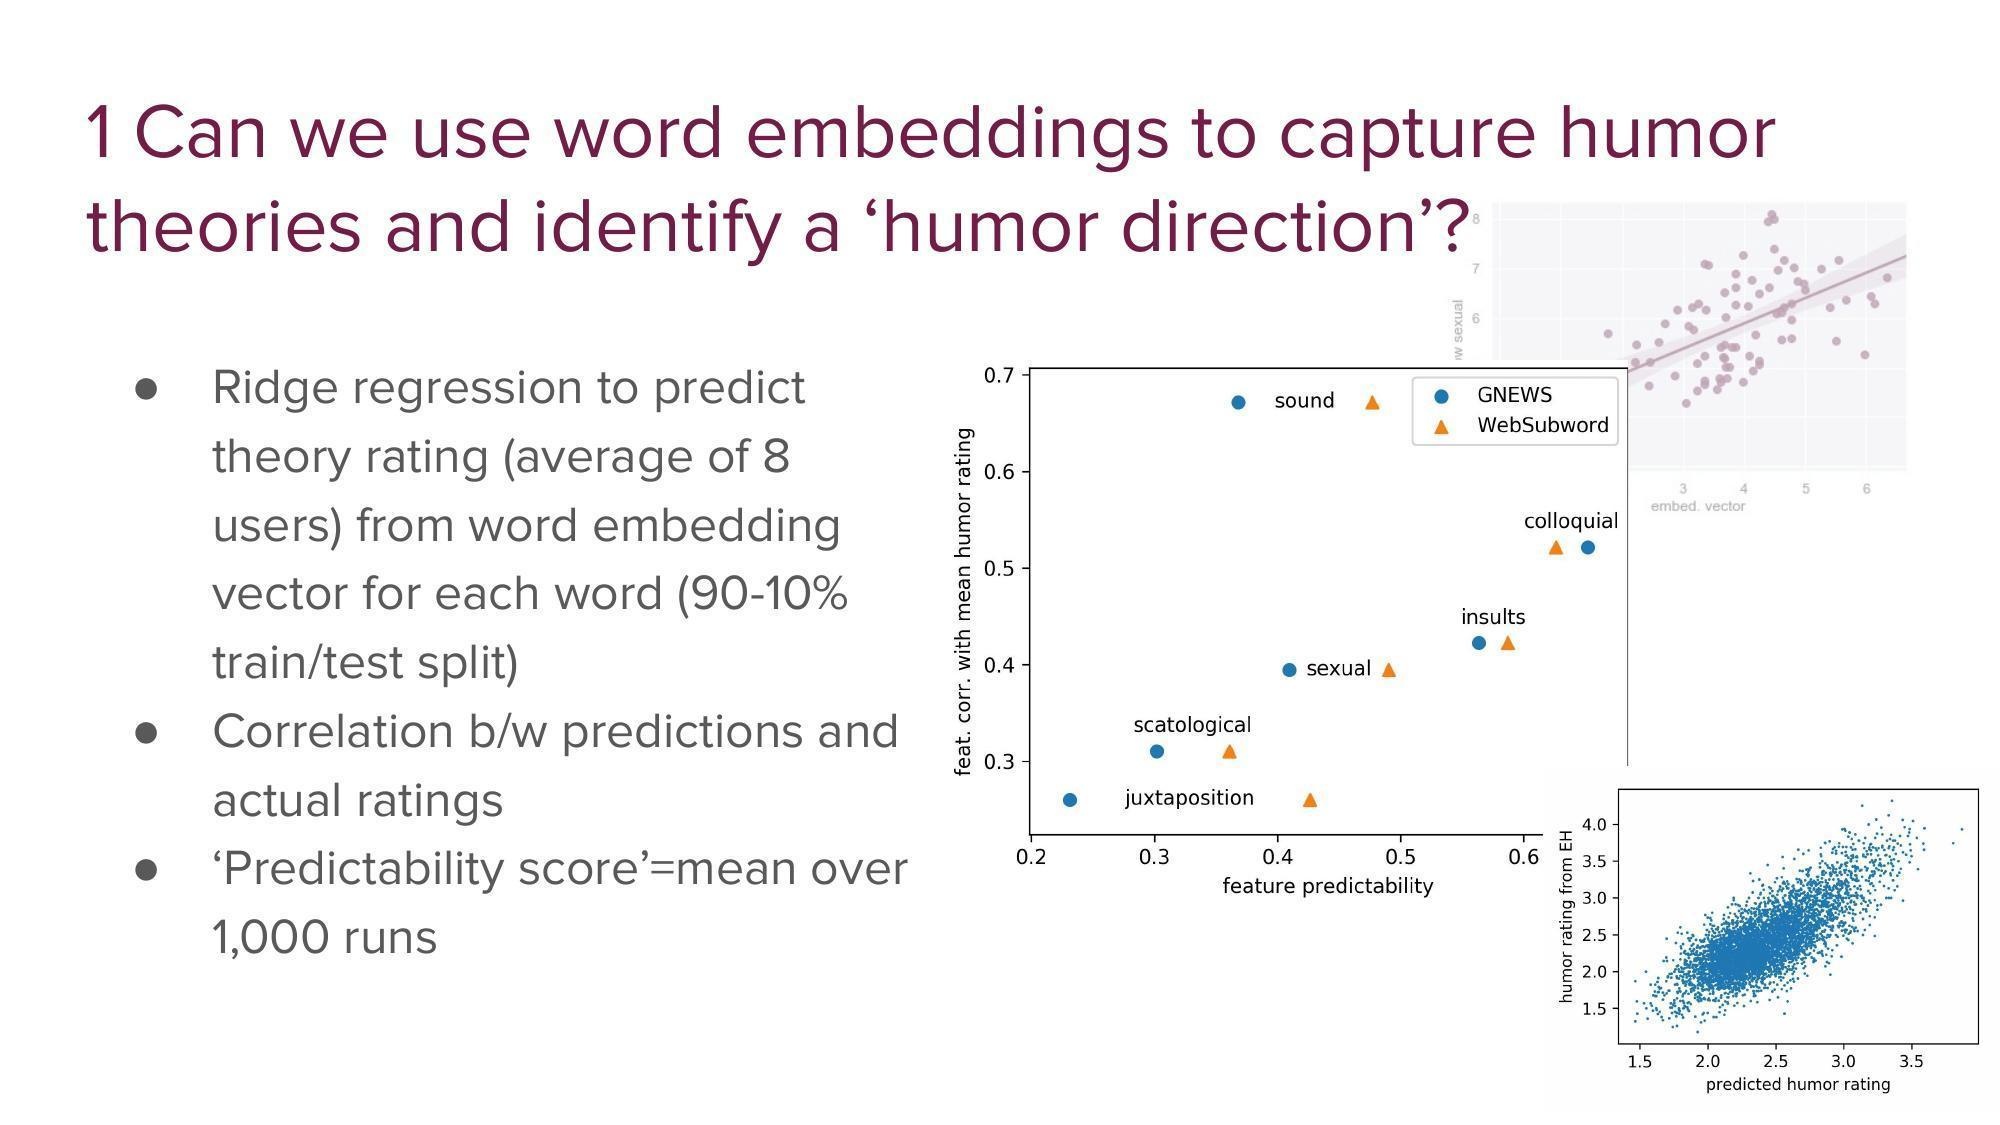 1 Can we use word embeddings to capture humor
theories and identify a ‘humor direction’?
● Ridge regression to predict
theory rating (average of 8
users) from word embedding
vector for each word (90-10%
train/test split)
● Correlation b/w predictions and
actual ratings
● ‘Predictability score’=mean over
1,000 runs
8
7
6
w sexual
3 4 5 6
embed. vector
feat. corr. with mean humor rating
0.7
0.6
0.5
0.4
0.3
0.2 0.3 0.4 0.5 0.6
feature predictability
GNEWS
WebSubword
sound
colloquial
insults
sexual
scatological
juxtaposition
humor rating from EH
4.0
3.5
3.0
2.5
2.0
1.5
1.5 2.0 2.5 3.0 3.5
predicted humor rating